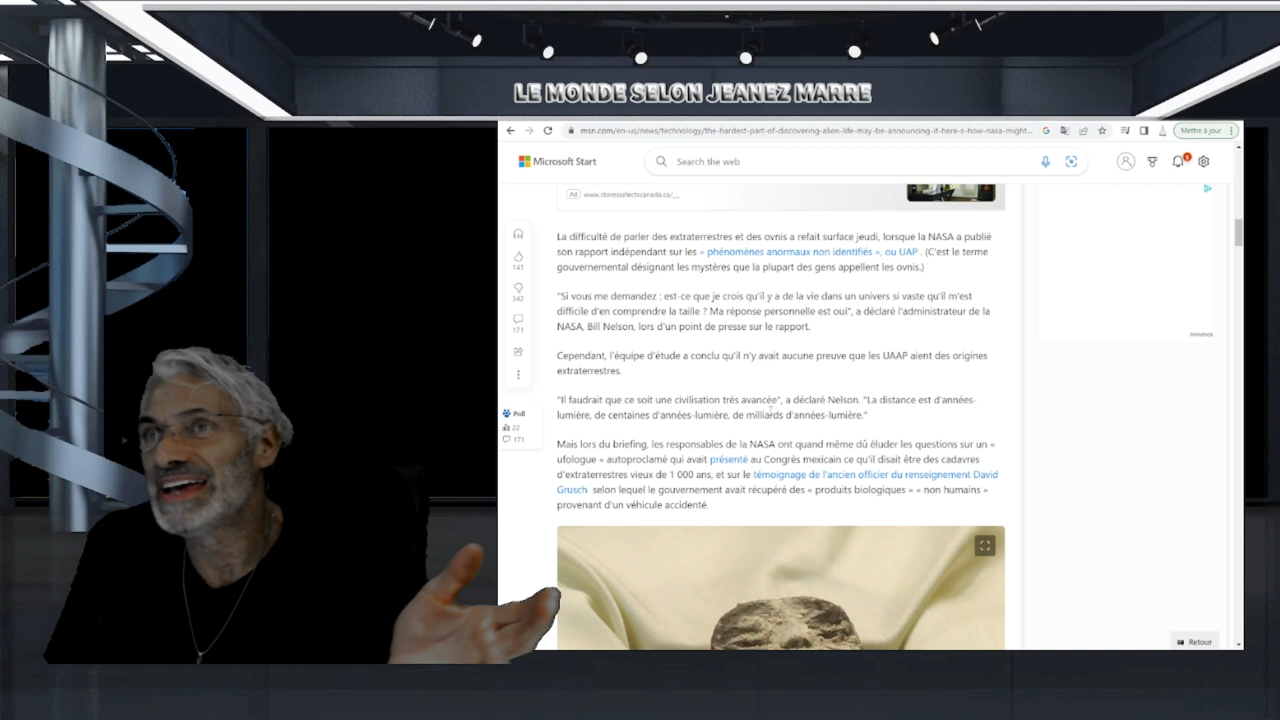 LE MONDE SELON JEANEZ MARRE
msn.com/en-us/news/technology/the-hardest-part-of-discovering-alien-life-may-be-announcing-it-here-s-how-nasa-might...
Mettre à jour
Microsoft Start
Search the web
8
Ad www.storesselectscanada.ca/__
141
342
171
Poll
22
171
La difficulté de parler des extraterrestres et des ovnis a refait surface jeudi, lorsque la NASA a publié
son rapport indépendant sur les « phénomènes anormaux non identifiés », ou UAP . (C'est le terme
gouvernemental désignant les mystères que la plupart des gens appellent les ovnis.)
"Si vous me demandez : est-ce que je crois qu'il y a de la vie dans un univers si vaste qu'il m'est
difficile d'en comprendre la taille ? Ma réponse personnelle est oui", a déclaré l'administrateur de la
NASA, Bill Nelson, lors d'un point de presse sur le rapport.
Cependant, l'équipe d'étude a conclu qu'il n'y avait aucune preuve que les UAAP aient des origines
extraterrestres.
"Il faudrait que ce soit une civilisation très avancée", a déclaré Nelson. "La distance est d'années-
lumière, de centaines d'années-lumière, de milliards d'années-lumière."
Mais lors du briefing, les responsables de la NASA ont quand même dû éluder les questions sur un «
ufologue » autoproclamé qui avait présenté au Congrès mexicain ce qu'il disait être des cadavres
d'extraterrestres vieux de 1 000 ans, et sur le témoignage de l'ancien officier du renseignement David
Grusch selon lequel le gouvernement avait récupéré des « produits biologiques » « non humains »
provenant d'un véhicule accidenté.
Annonce
Retour